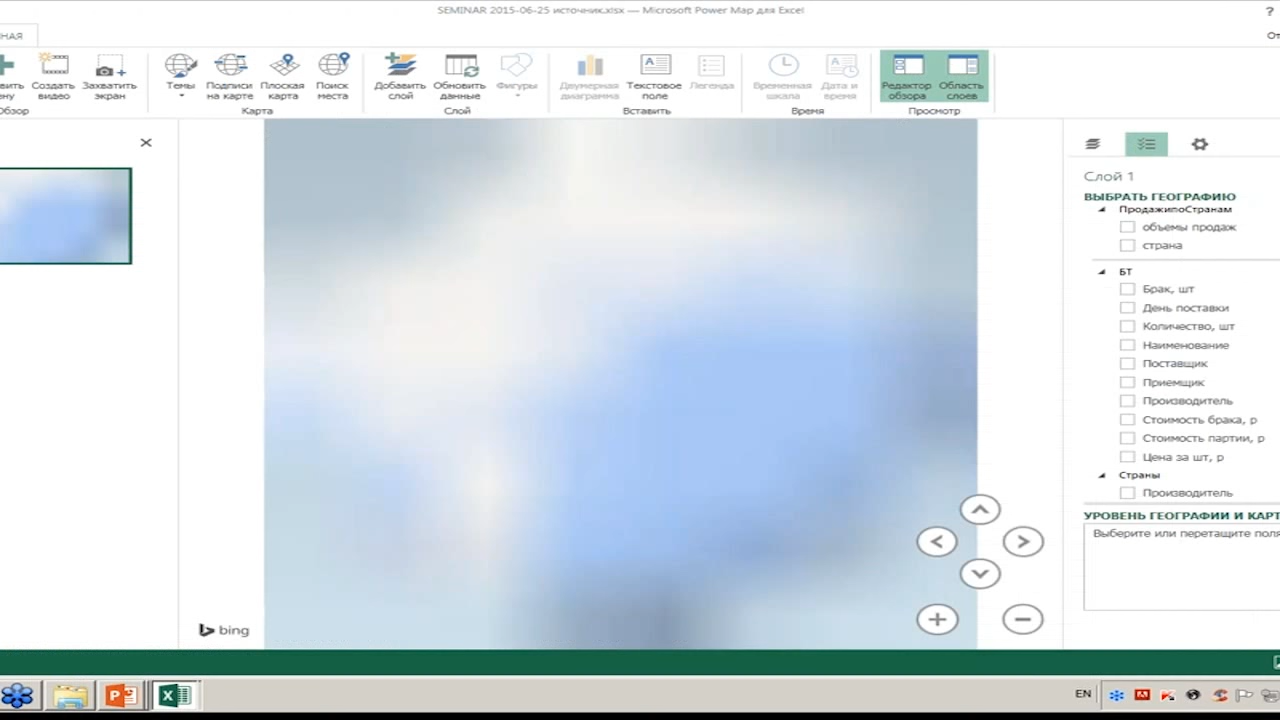 SEMINAR 2015-06-25 источник.xlsx — Microsoft Power Map для Excel
?
НАЯ
Создать видео
Захватить экран
Темы
Подписи на карте
Плоская карта
Поиск места
Добавить слой
Обновить данные
Фигуры
Двумерная диаграмма
Текстовое поле
Легенда
Временная шкала
Дата и время
Редактор обзора
Область слоев
Карта
Слой
Вставить
Время
Просмотр
Слой 1
ВЫБРАТЬ ГЕОГРАФИЮ
ПродажипоСтранам
объемы продаж
страна
БТ
Брак, шт
День поставки
Количество, шт
Наименование
Поставщик
Приемщик
Производитель
Стоимость брака, р
Стоимость партии, р
Цена за шт, р
Страны
Производитель
УРОВЕНЬ ГЕОГРАФИИ И КАРТ
Выберите или перетащите поля
bing
EN